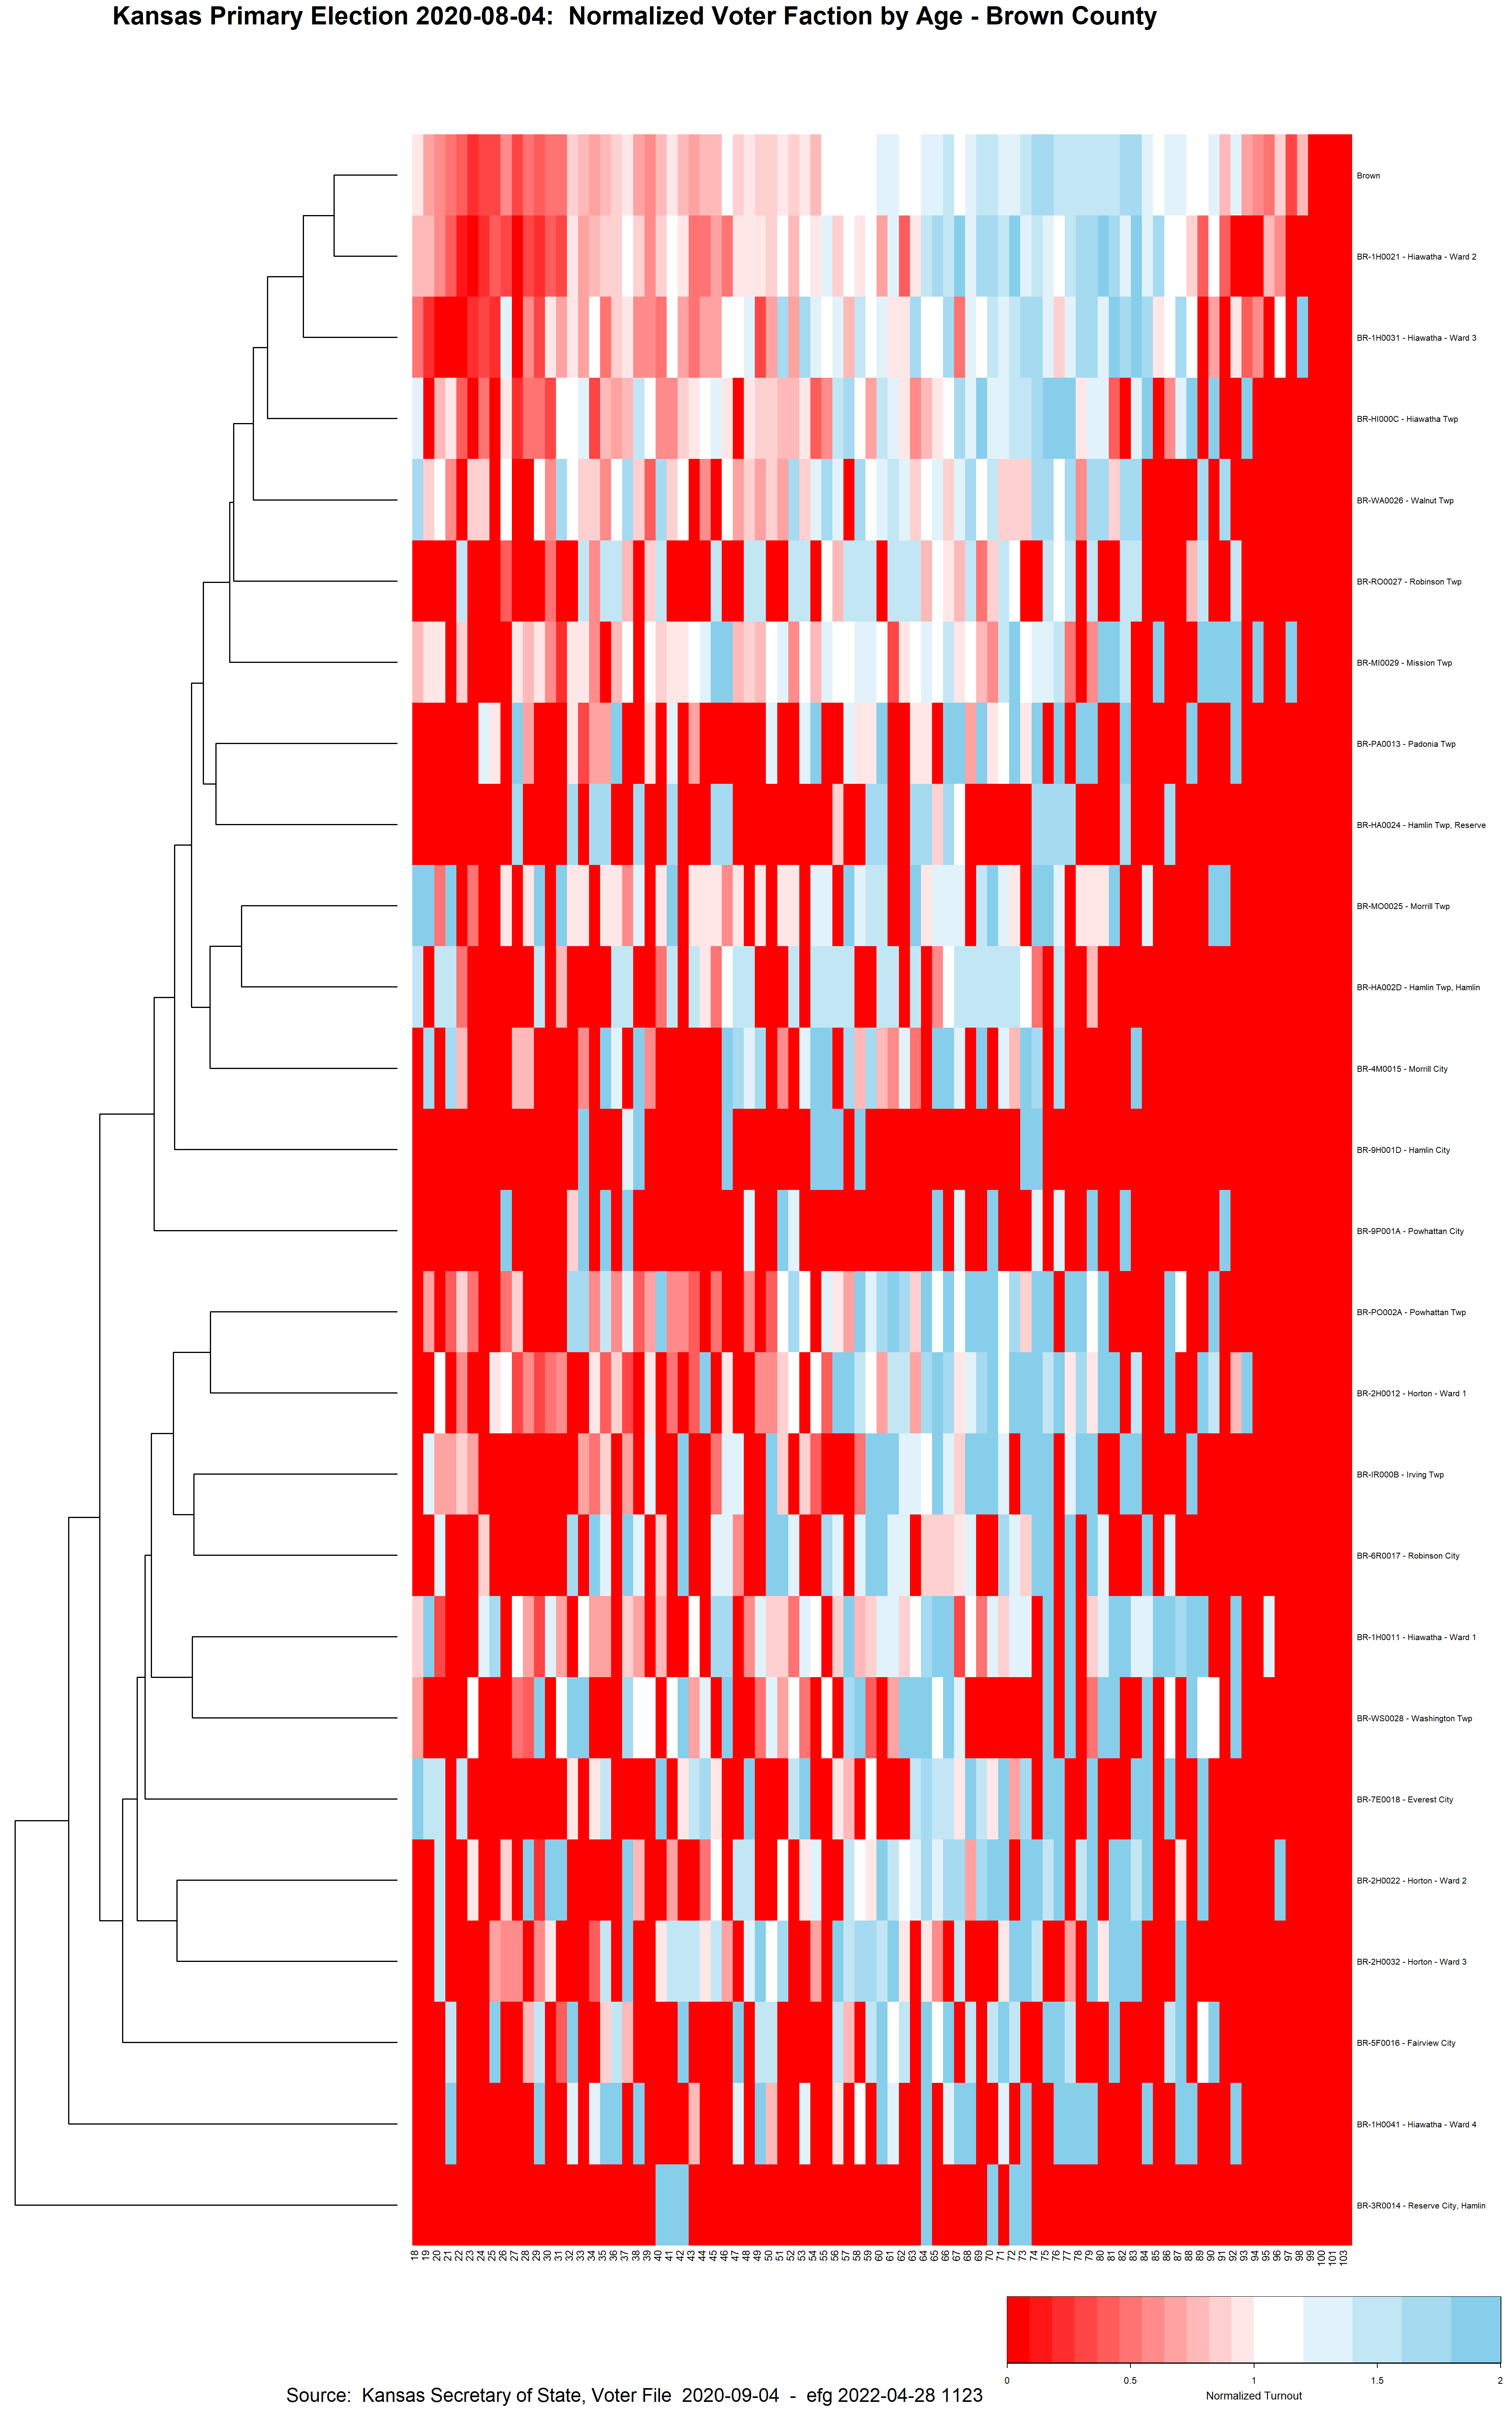 Kansas Primary Election 2020-08-04:  Normalized Voter Faction by Age - Brown County
Brown
BR-1H0021 - Hiawatha - Ward 2
BR-1H0031 - Hiawatha - Ward 3
BR-HI000C - Hiawatha Twp
BR-WA0026 - Walnut Twp
BR-RO0027 - Robinson Twp
BR-MI0029 - Mission Twp
BR-PA0013 - Padonia Twp
BR-HA0024 - Hamlin Twp, Reserve
BR-MO0025 - Morrill Twp
BR-HA002D - Hamlin Twp, Hamlin
BR-4M0015 - Morrill City
BR-9H001D - Hamlin City
BR-9P001A - Powhattan City
BR-PO002A - Powhattan Twp
BR-2H0012 - Horton - Ward 1
BR-IR000B - Irving Twp
BR-6R0017 - Robinson City
BR-1H0011 - Hiawatha - Ward 1
BR-WS0028 - Washington Twp
BR-7E0018 - Everest City
BR-2H0022 - Horton - Ward 2
BR-2H0032 - Horton - Ward 3
BR-5F0016 - Fairview City
BR-1H0041 - Hiawatha - Ward 4
BR-3R0014 - Reserve City, Hamlin
18 19 20 21 22 23 24 25 26 27 28 29 30 31 32 33 34 35 36 37 38 39 40 41 42 43 44 45 46 47 48 49 50 51 52 53 54 55 56 57 58 59 60 61 62 63 64 65 66 67 68 69 70 71 72 73 74 75 76 77 78 79 80 81 82 83 84 85 86 87 88 89 90 91 92 93 94 95 96 97 98 99 100 101 103
0 0.5 1 1.5 2
Normalized Turnout
Source:  Kansas Secretary of State, Voter File  2020-09-04  -  efg 2022-04-28 1123